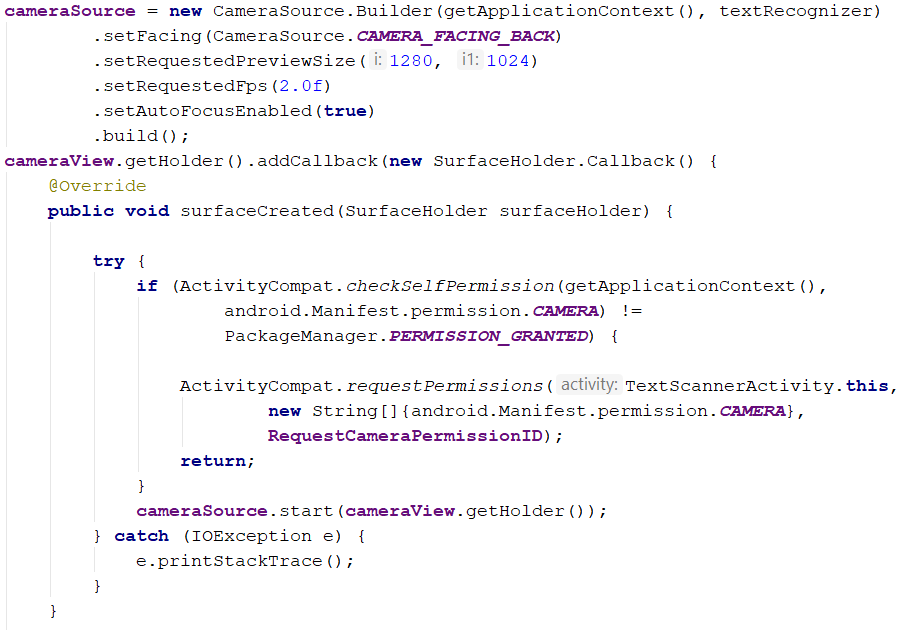 cameraSource = new CameraSource.Builder(getApplicationContext(), textRecognizer)
        .setFacing(CameraSource.CAMERA_FACING_BACK)
        .setRequestedPreviewSize( i: 1280,  i1: 1024)
        .setRequestedFps(2.0f)
        .setAutoFocusEnabled(true)
        .build();
cameraView.getHolder().addCallback(new SurfaceHolder.Callback() {
    @Override
    public void surfaceCreated(SurfaceHolder surfaceHolder) {
        try {
            if (ActivityCompat.checkSelfPermission(getApplicationContext(),
                    android.Manifest.permission.CAMERA) !=
                    PackageManager.PERMISSION_GRANTED) {
                ActivityCompat.requestPermissions( activity: TextScannerActivity.this,
                        new String[]{android.Manifest.permission.CAMERA},
                        RequestCameraPermissionID);
                return;
            }
            cameraSource.start(cameraView.getHolder());
        } catch (IOException e) {
            e.printStackTrace();
        }
    }